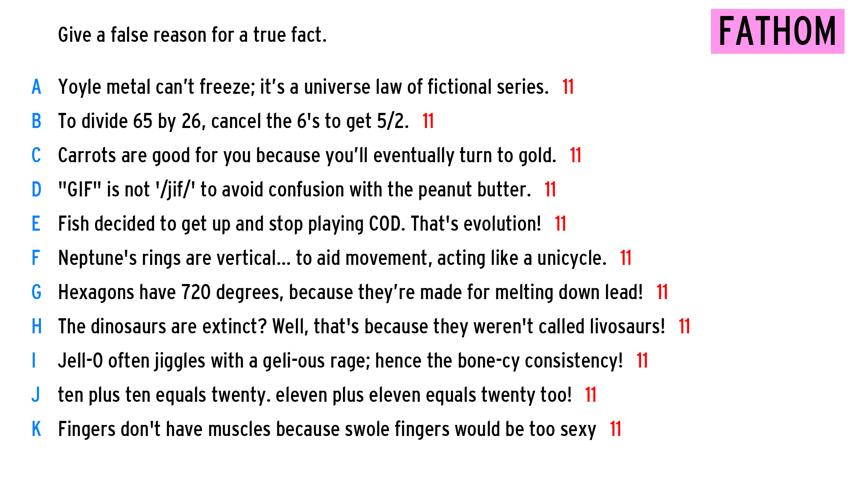 Give a false reason for a true fact.
FATHOM
A Yoyle metal can't freeze; it's a universe law of fictional series. 11
B To divide 65 by 26, cancel the 6's to get 5/2. 11
C Carrots are good for you because you'll eventually turn to gold. 11
D "GIF" is not '/jif/' to avoid confusion with the peanut butter. 11
E Fish decided to get up and stop playing COD. That's evolution! 11
F Neptune's rings are vertical... to aid movement, acting like a unicycle. 11
G Hexagons have 720 degrees, because they're made for melting down lead! 11
H The dinosaurs are extinct? Well, that's because they weren't called livosaurs! 11
I Jell-O often jiggles with a geli-ous rage; hence the bone-cy consistency! 11
J ten plus ten equals twenty. eleven plus eleven equals twenty too! 11
K Fingers don't have muscles because swole fingers would be too sexy 11